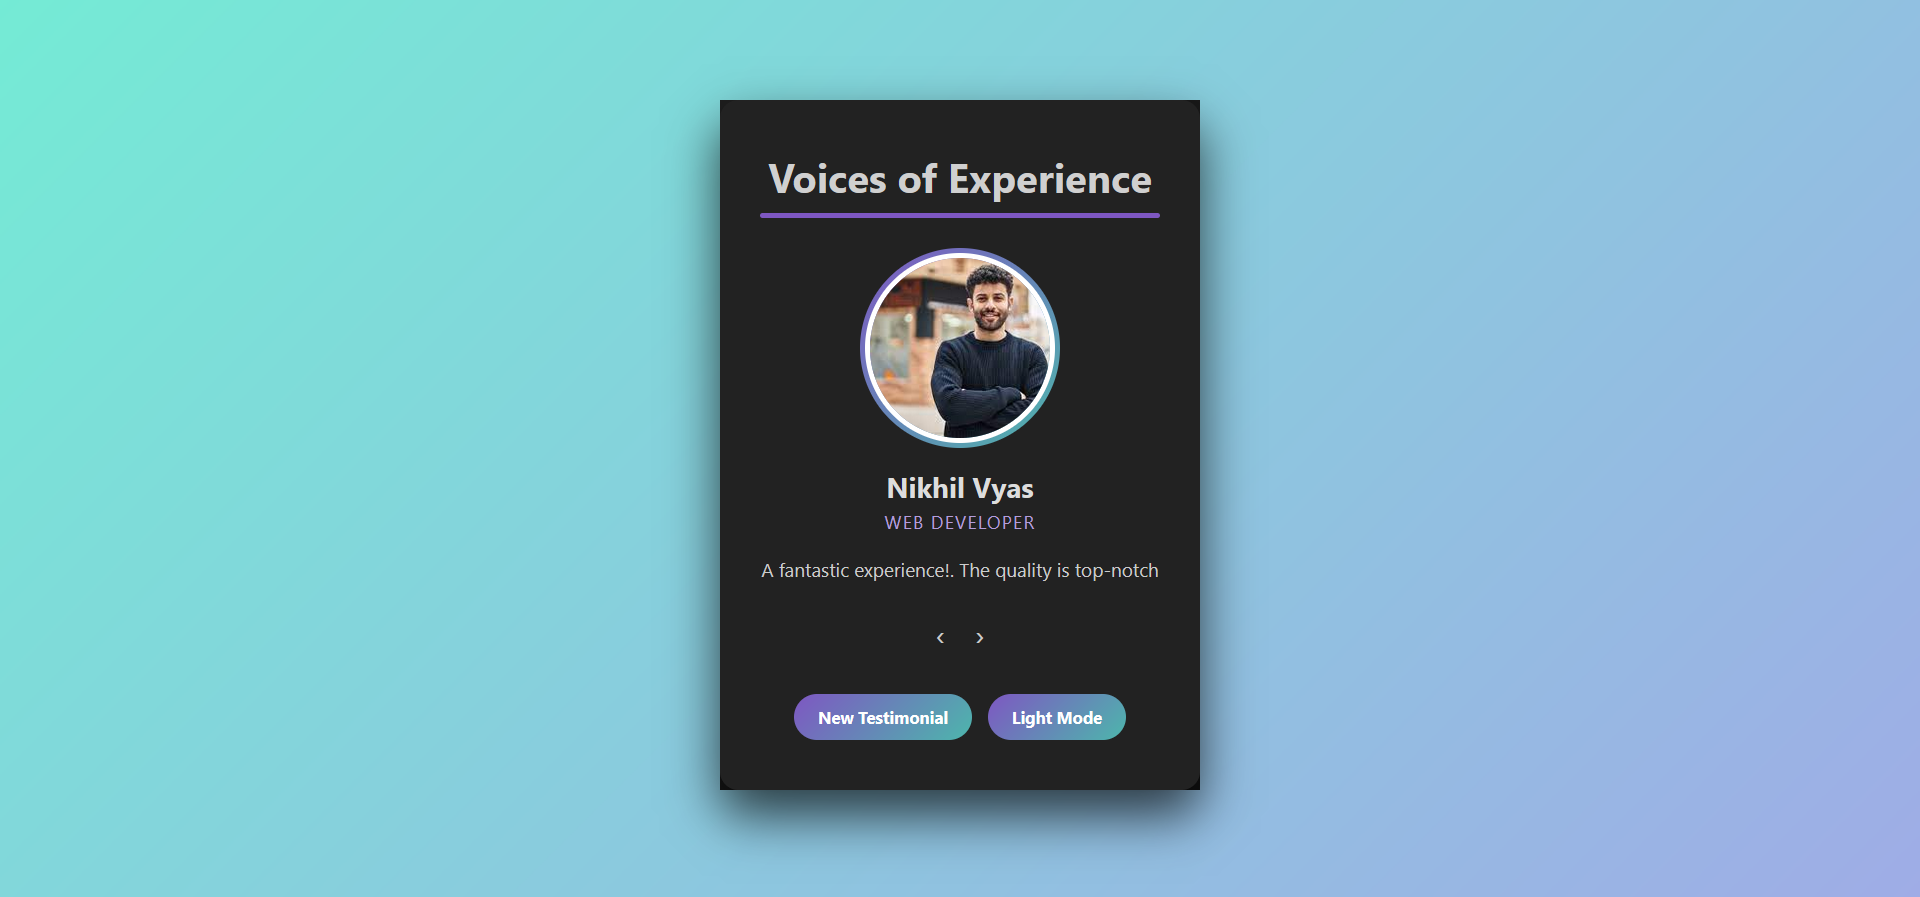 Voices of Experience
Nikhil Vyas
WEB DEVELOPER
A fantastic experience!. The quality is top-notch
‹ ›
New Testimonial Light Mode